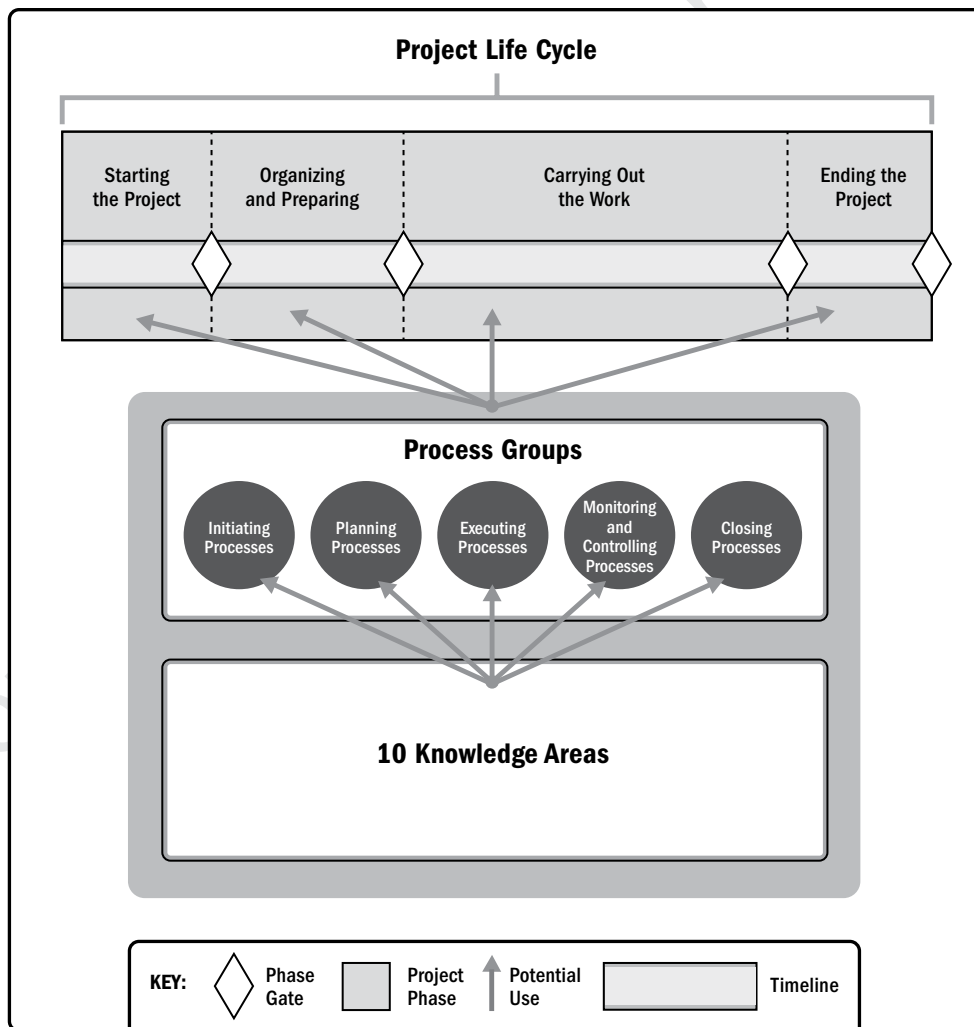 Project Life Cycle
Starting
the Project
Organizing
and Preparing
Carrying Out
the Work
Ending the
Project
Process Groups
Initiating
Processes
Planning
Processes
Executing
Processes
Monitoring
and
Controlling
Processes
Closing
Processes
10 Knowledge Areas
KEY:
Phase
Gate
Project
Phase
Potential
Use
Timeline